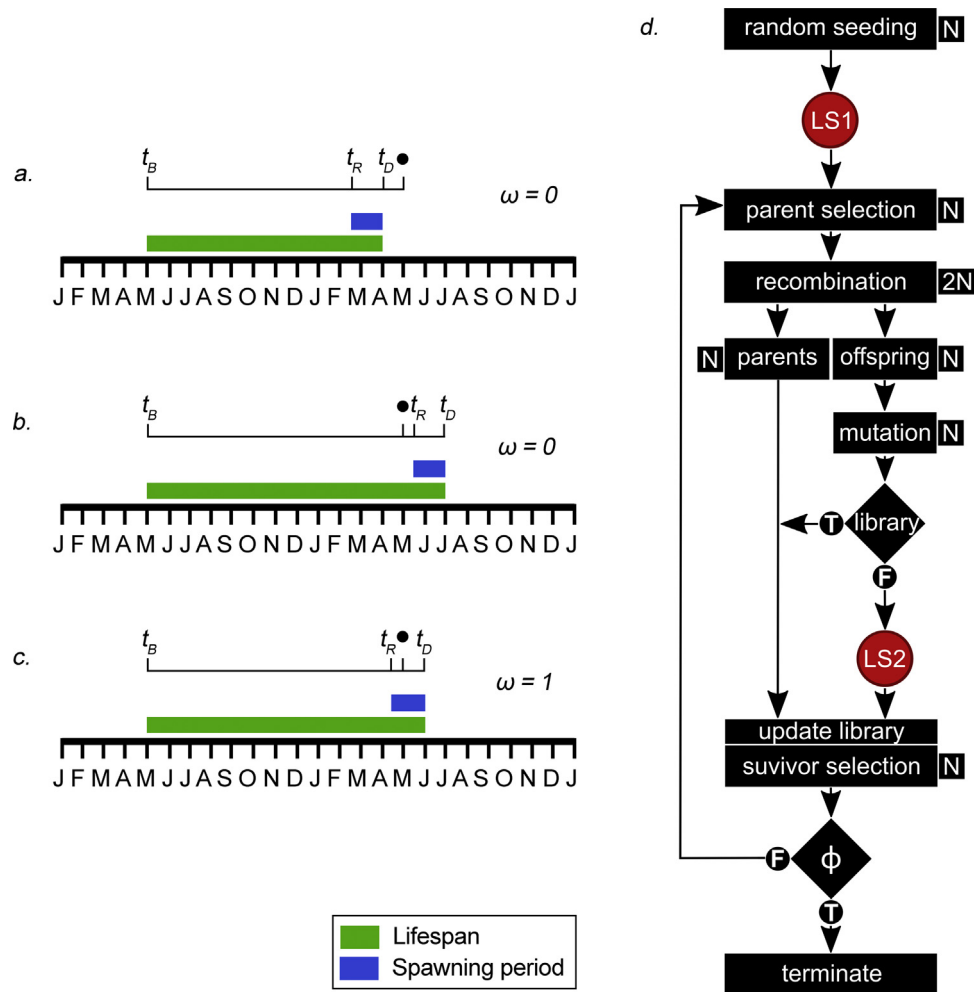 a.
t_B t_R t_D
ω = 0
J F M A M J J A S O N D J F M A M J J A S O N D J
b.
t_B t_R t_D
ω = 0
J F M A M J J A S O N D J F M A M J J A S O N D J
c.
t_B t_R t_D
ω = 1
J F M A M J J A S O N D J F M A M J J A S O N D J
Lifespan
Spawning period
d.
random seeding N
LS1
parent selection N
recombination 2N
N parents offspring N
mutation N
T library
F
LS2
update library
suvivor selection N
F ϕ
T
terminate